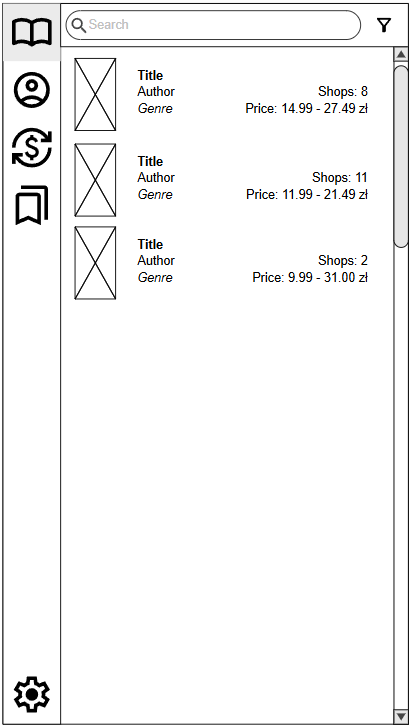 Search
Title
Author
Shops: 8
Genre
Price: 14.99 - 27.49 zł
Title
Author
Shops: 11
Genre
Price: 11.99 - 21.49 zł
Title
Author
Shops: 2
Genre
Price: 9.99 - 31.00 zł